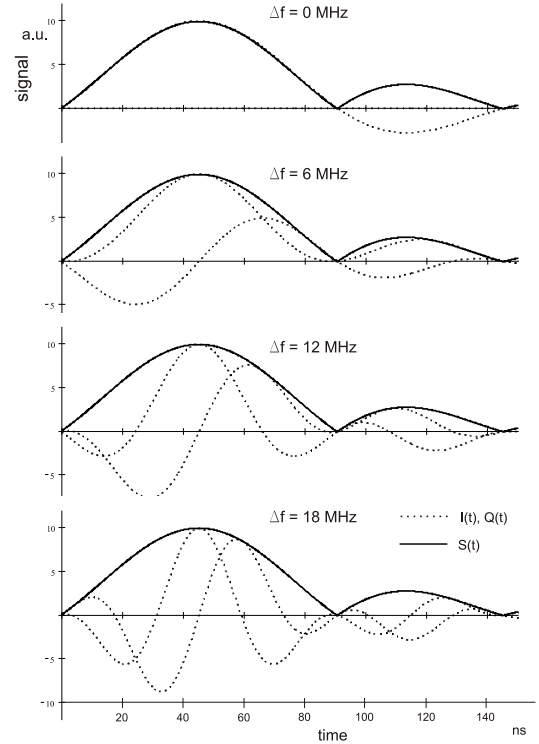 10
Δf = 0 MHz
a.u.
signal
5
10
Δf = 6 MHz
5
-5
10
Δf = 12 MHz
5
-5
10
Δf = 18 MHz
I(t), Q(t)
S(t)
5
-5
-10
20 40 60 80 100 120 140
time
ns